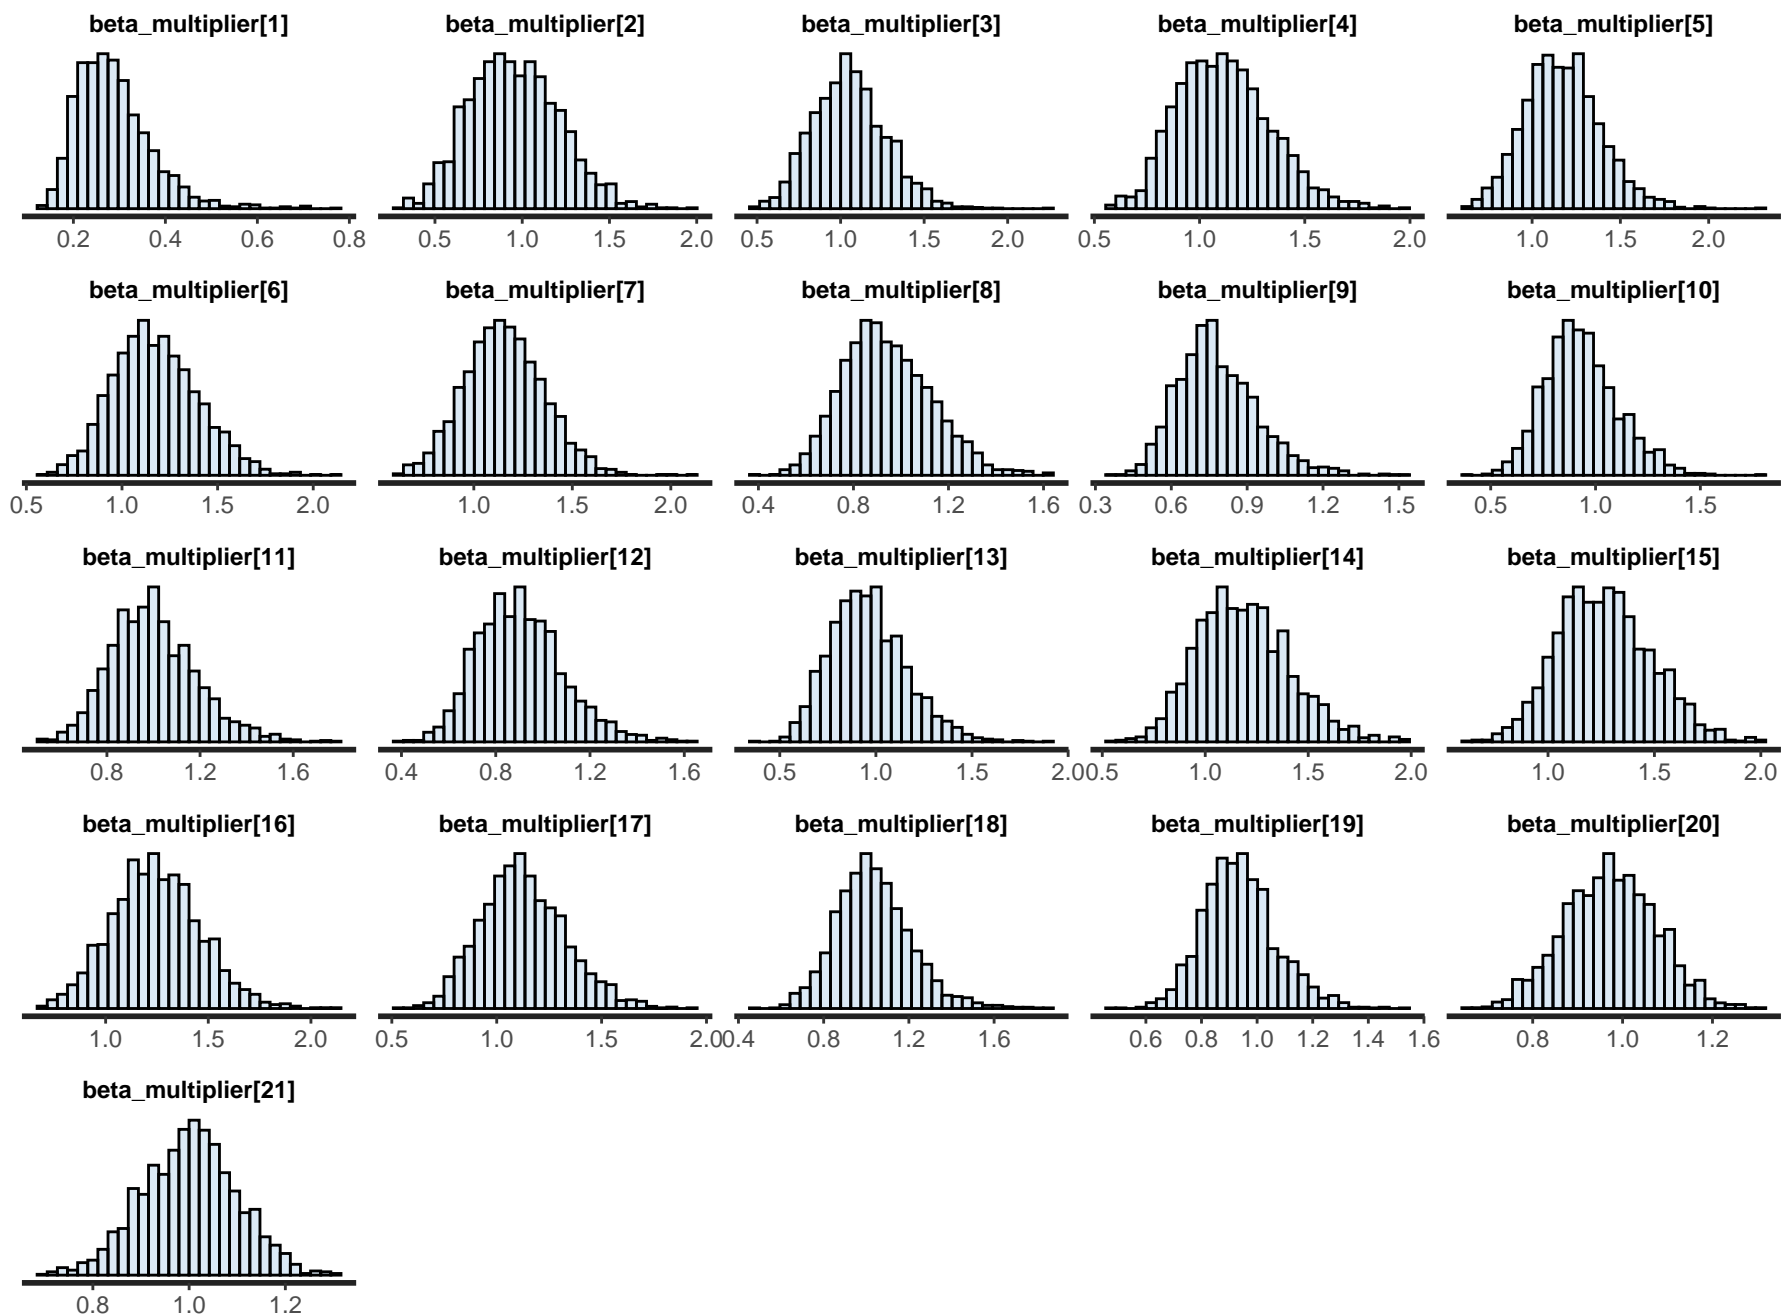 beta_multiplier[1] beta_multiplier[2] beta_multiplier[3] beta_multiplier[4] beta_multiplier[5]
0.2 0.4 0.6 0.8 0.5 1.0 1.5 2.0 0.5 1.0 1.5 2.0 0.5 1.0 1.5 2.0 1.0 1.5 2.0
beta_multiplier[6] beta_multiplier[7] beta_multiplier[8] beta_multiplier[9] beta_multiplier[10]
0.5 1.0 1.5 2.0 1.0 1.5 2.0 0.4 0.8 1.2 1.6 0.3 0.6 0.9 1.2 1.5 0.5 1.0 1.5
beta_multiplier[11] beta_multiplier[12] beta_multiplier[13] beta_multiplier[14] beta_multiplier[15]
0.8 1.2 1.6 0.4 0.8 1.2 1.6 0.5 1.0 1.5 2.0 0.5 1.0 1.5 2.0 1.0 1.5 2.0
beta_multiplier[16] beta_multiplier[17] beta_multiplier[18] beta_multiplier[19] beta_multiplier[20]
1.0 1.5 2.0 0.5 1.0 1.5 2.0 0.4 0.8 1.2 1.6 0.6 0.8 1.0 1.2 1.4 1.6 0.8 1.0 1.2
beta_multiplier[21]
0.8 1.0 1.2